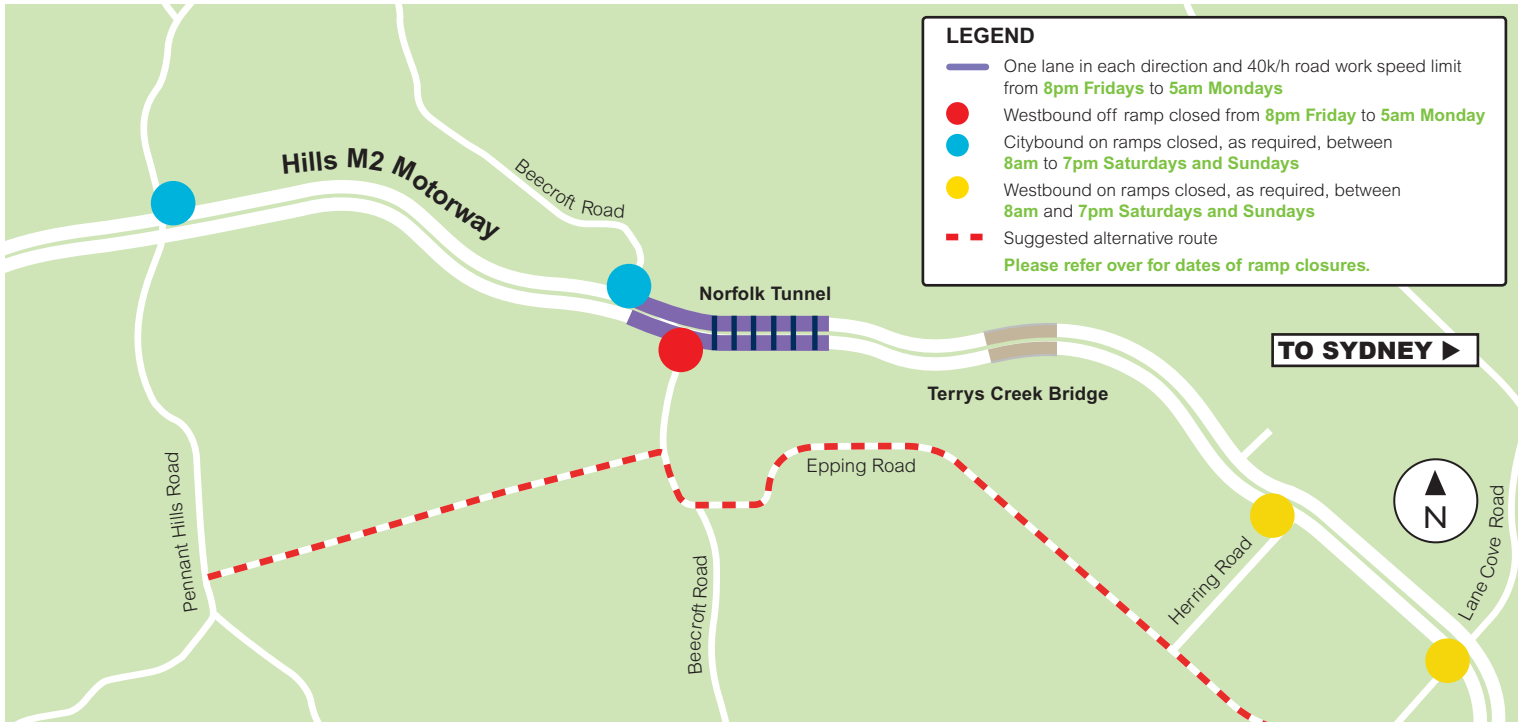 LEGEND
One lane in each direction and 40k/h road work speed limit
from 8pm Fridays to 5am Mondays
Westbound off ramp closed from 8pm Friday to 5am Monday
Citybound on ramps closed, as required, between
8am to 7pm Saturdays and Sundays
Westbound on ramps closed, as required, between
8am and 7pm Saturdays and Sundays
Suggested alternative route
Please refer over for dates of ramp closures.
Hills M2 Motorway
Beecroft Road
Norfolk Tunnel
TO SYDNEY ▶
Terrys Creek Bridge
Epping Road
Pennant Hills Road
Beecroft Road
Herring Road
N
Lane Cove Road